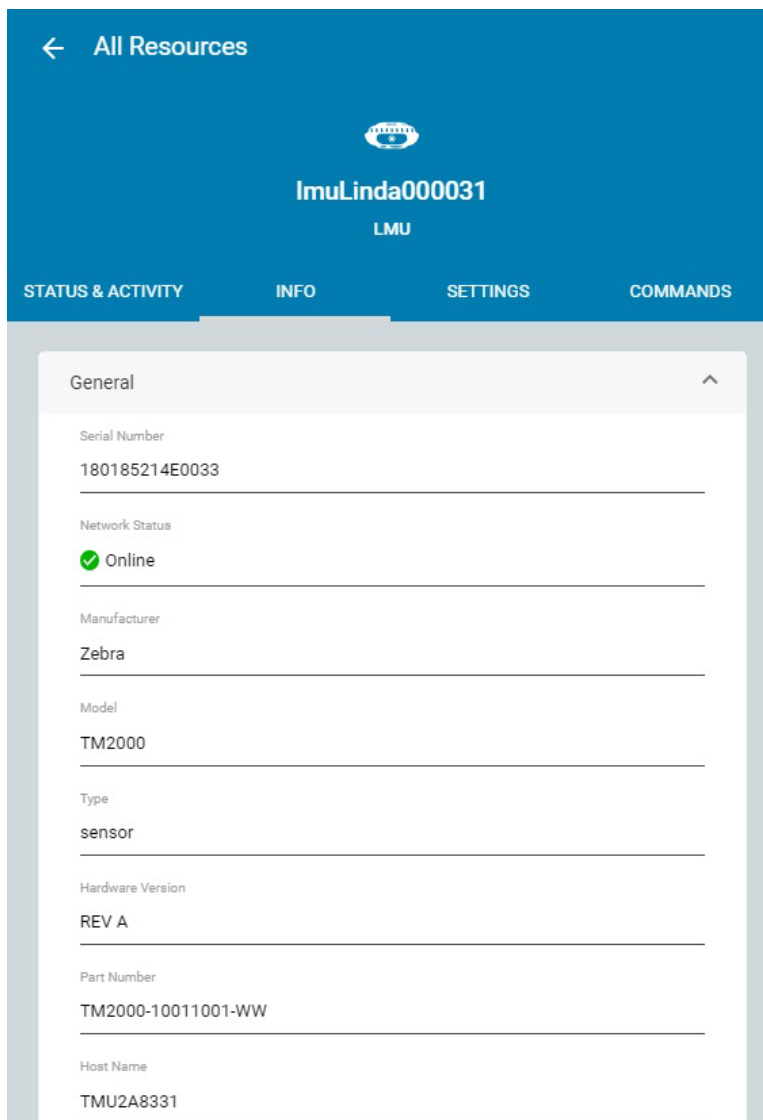 All Resources
lmuLinda000031
LMU
STATUS & ACTIVITY INFO SETTINGS COMMANDS
General
Serial Number
180185214E0033
Network Status
Online
Manufacturer
Zebra
Model
TM2000
Type
sensor
Hardware Version
REV A
Part Number
TM2000-10011001-WW
Host Name
TMU2A8331